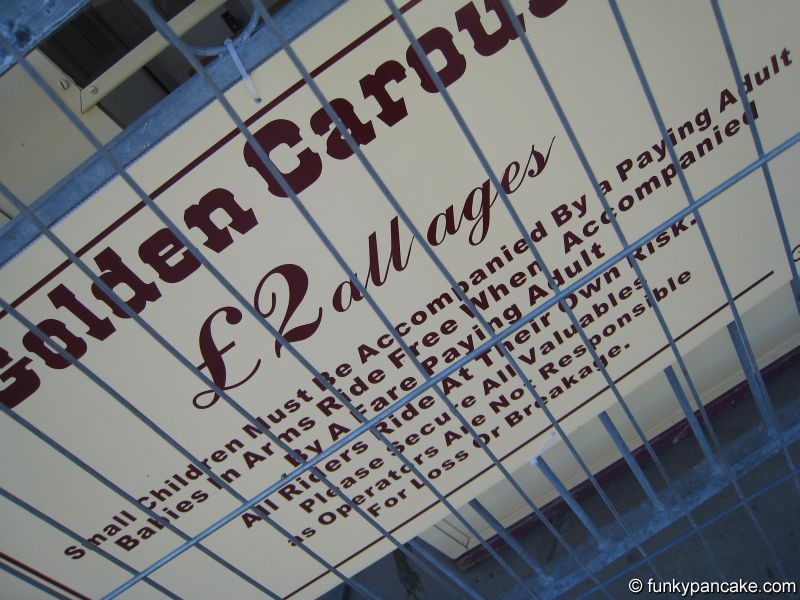 Golden Carous
£2 all ages
Small Children Must Be Accompanied By a Paying Adult
Babies In Arms Ride Free When Accompanied
By A Fare Paying Adult
All Riders Ride At Their Own Risk.
Please Secure All Valuables
as Operators Are Not Responsible
For Loss Or Breakage.
© funkypancake.com